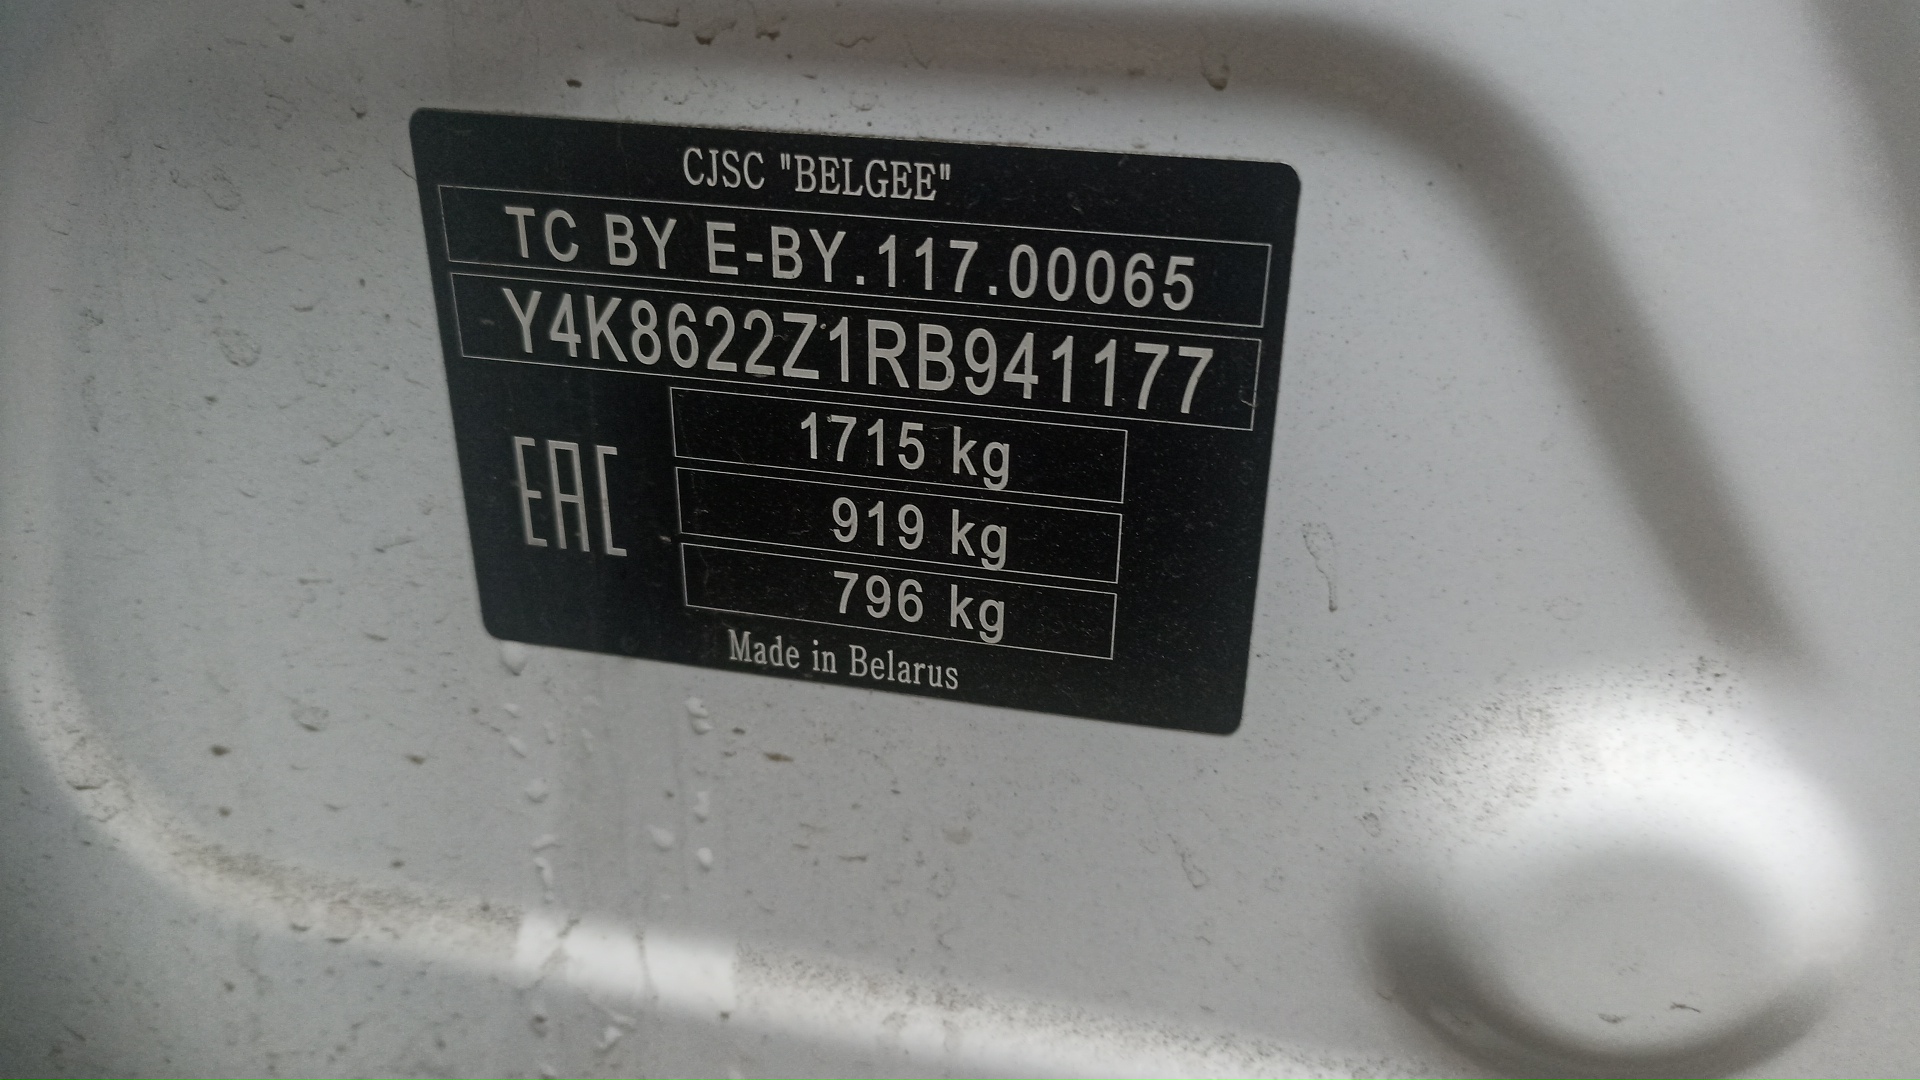 CJSC "BELGEE"
TC BY E-BY.117.00065
Y4K8622Z1RB941177
EAC
1715 kg
919 kg
796 kg
Made in Belarus